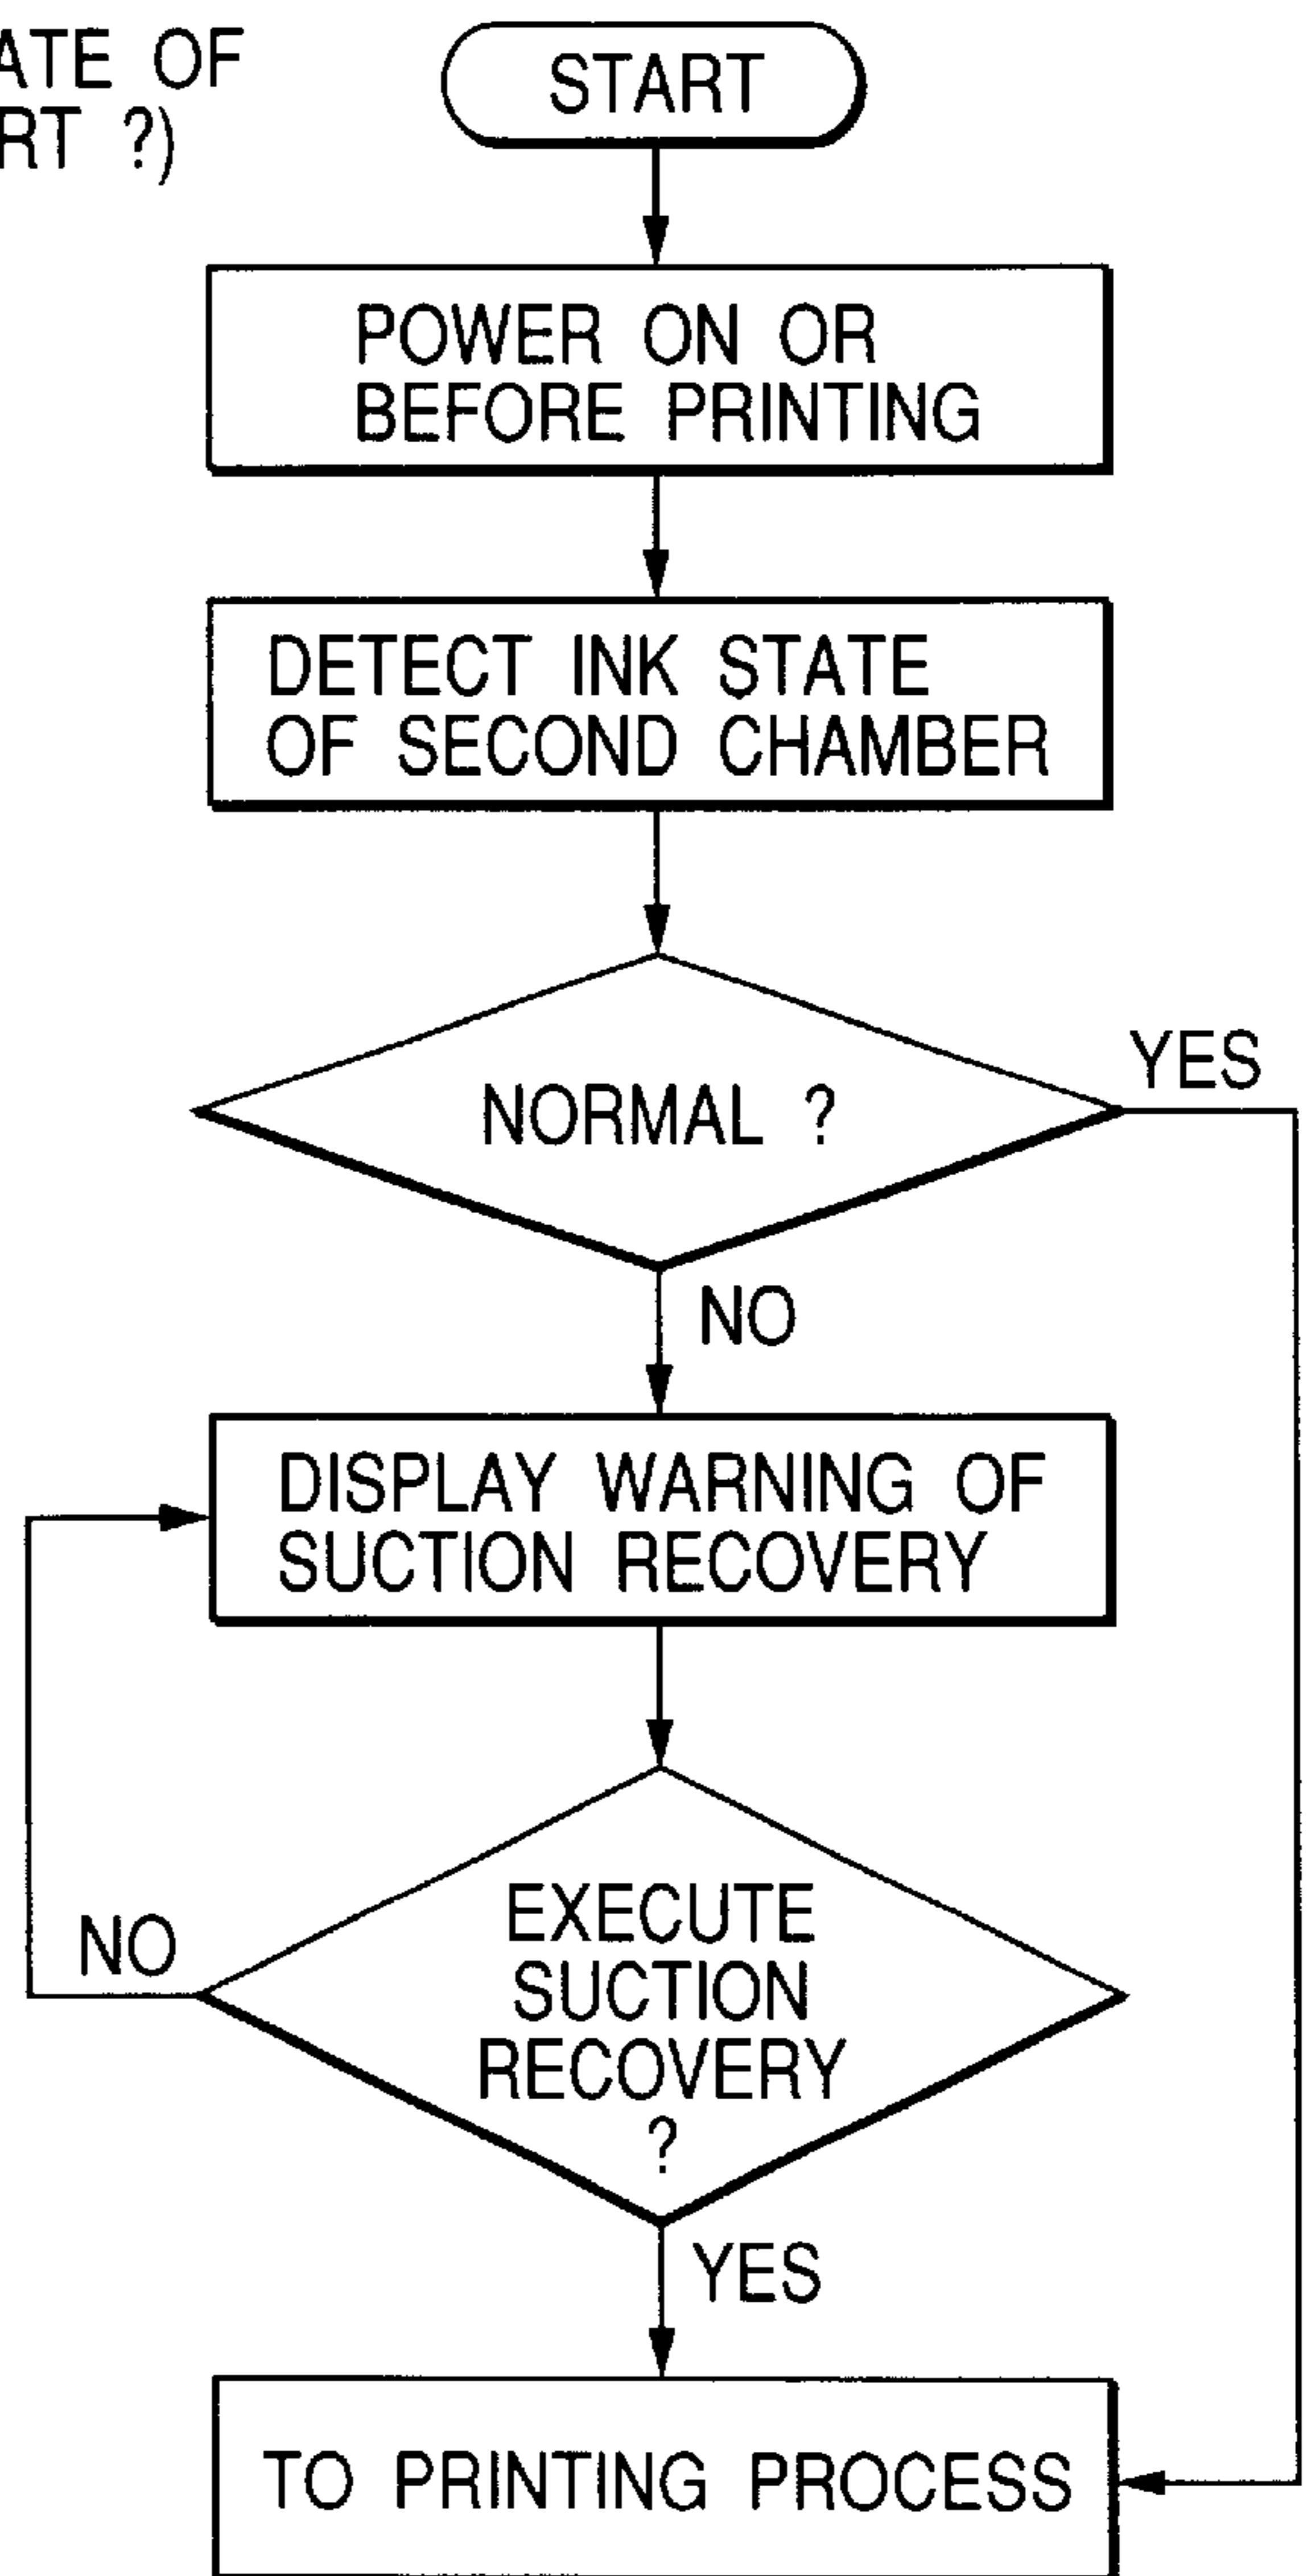 OF
?)
START
POWER ON OR
BEFORE PRINTING
DETECT INK STATE
OF SECOND CHAMBER
NORMAL ?
YES
NO
DISPLAY WARNING OF
SUCTION RECOVERY
EXECUTE
SUCTION
RECOVERY
?
NO
YES
TO PRINTING PROCESS